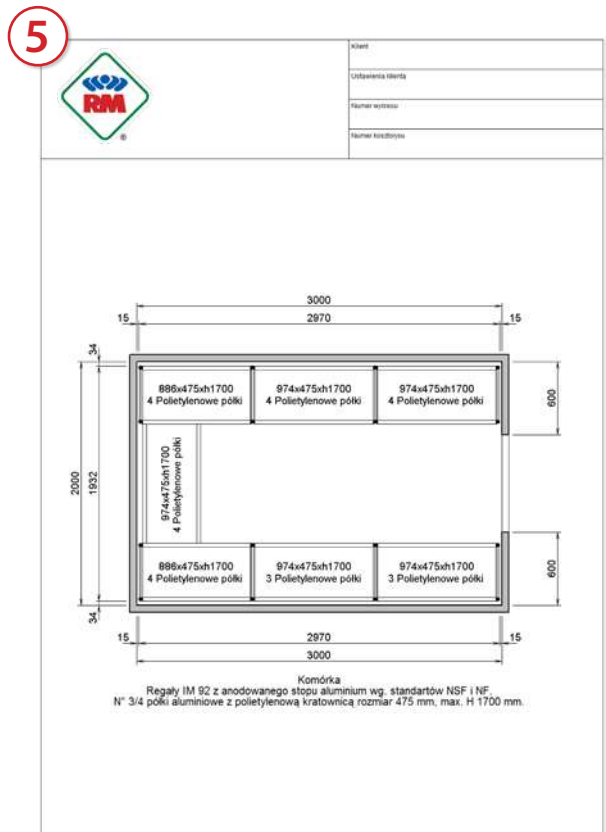 5
RM
®
Klient
Ustawienia klienta
Numer wykresu
Numer kosztorysu
3000
15 2970 15
34
886x475xh1700
4 Polietylenowe półki
974x475xh1700
4 Polietylenowe półki
974x475xh1700
4 Polietylenowe półki
600
2000
1932
974x475xh1700
4 Polietylenowe półki
886x475xh1700
4 Polietylenowe półki
974x475xh1700
3 Polietylenowe półki
974x475xh1700
3 Polietylenowe półki
600
34
15 2970 15
3000
Komórka
Regały IM 92 z anodowanego stopu aluminium wg. standartów NSF i NF.
N° 3/4 półki aluminiowe z polietylenową kratownicą rozmiar 475 mm, max. H 1700 mm.